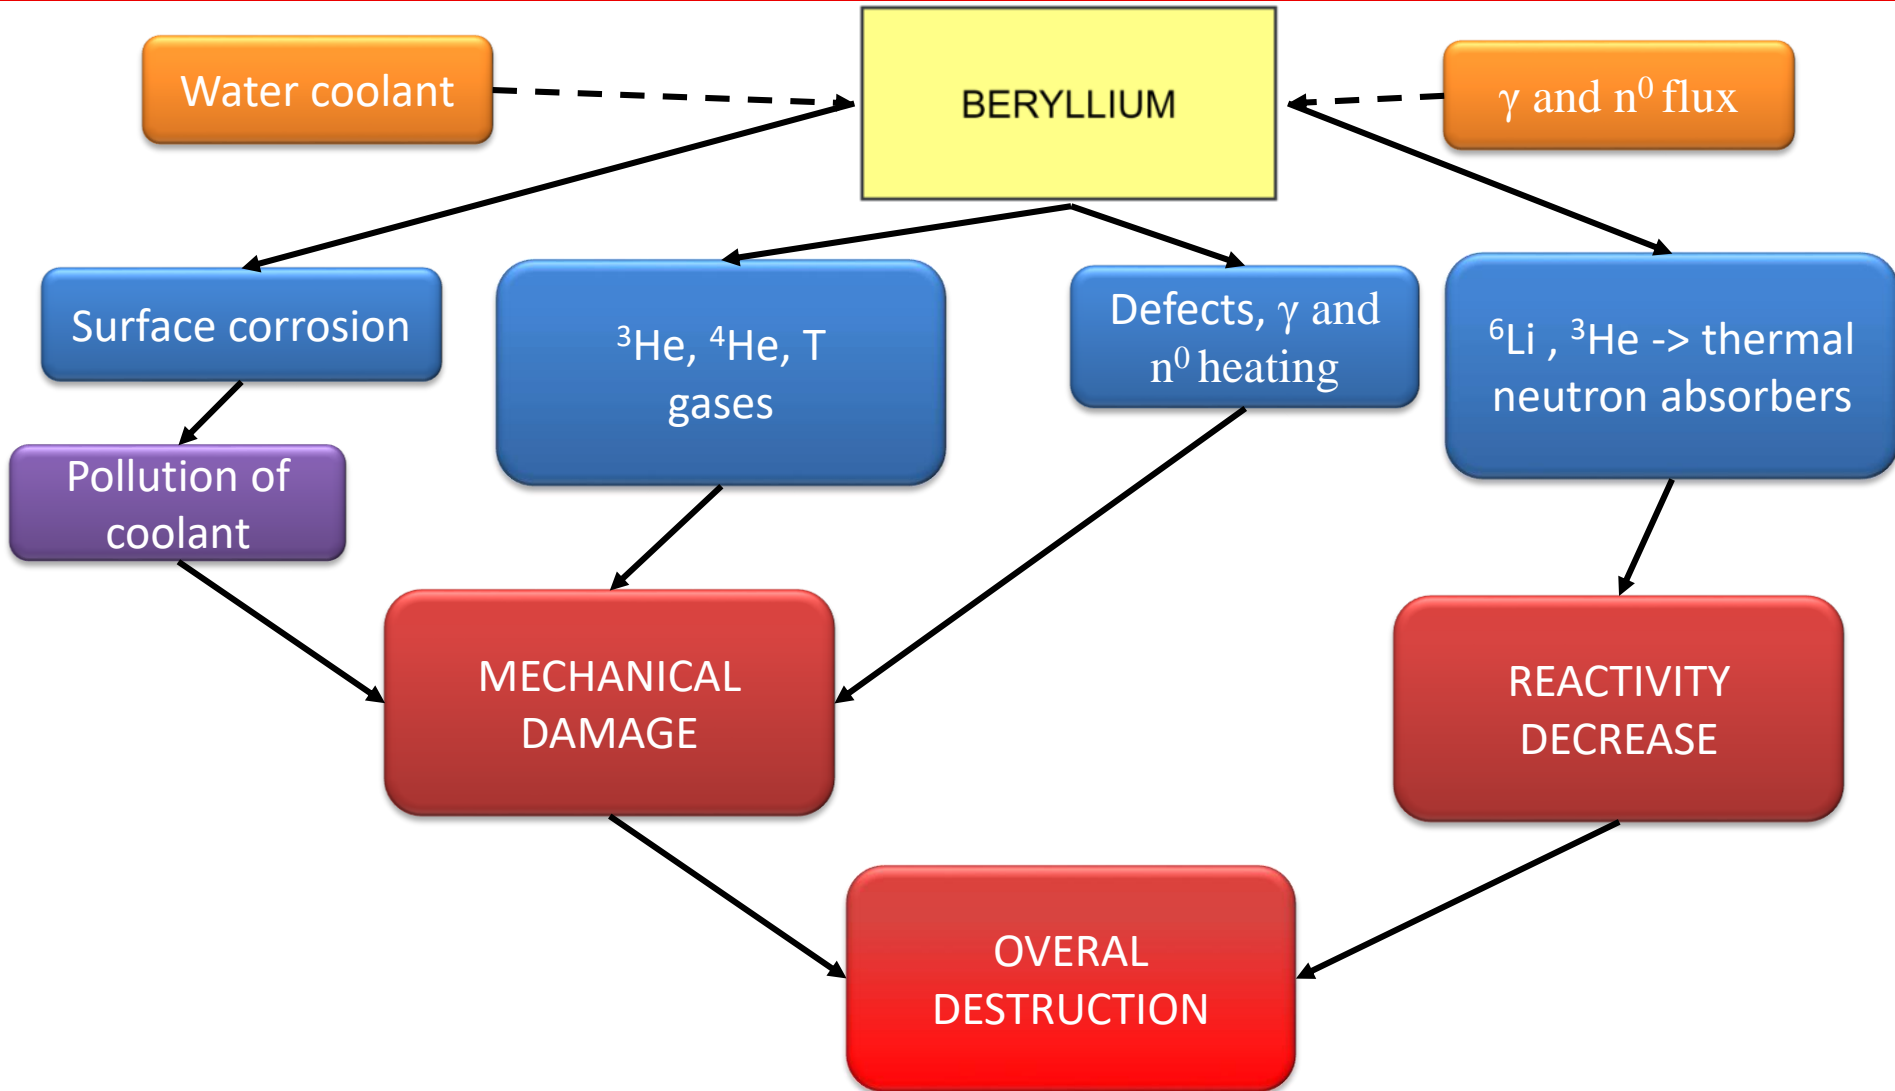 Water coolant
BERYLLIUM
γ and n⁰ flux
Surface corrosion
³He, ⁴He, T
gases
Defects, γ and
n⁰ heating
⁶Li , ³He -> thermal
neutron absorbers
Pollution of
coolant
MECHANICAL
DAMAGE
REACTIVITY
DECREASE
OVERAL
DESTRUCTION